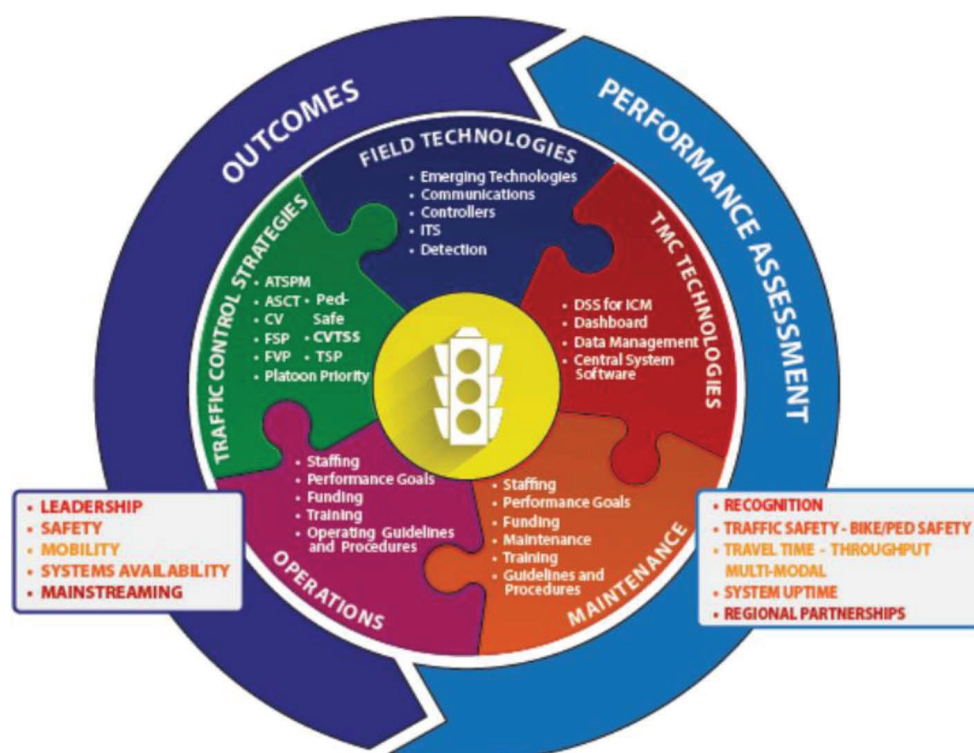 OUTCOMES
PERFORMANCE ASSESSMENT
FIELD TECHNOLOGIES
• Emerging Technologies
• Communications
• Controllers
• ITS
• Detection
TRAFFIC CONTROL STRATEGIES
• ATSPM
• ASCT • Ped-
• CV Safe
• FSP • CVTSS
• FVP • TSP
• Platoon Priority
TMC TECHNOLOGIES
• DSS for ICM
• Dashboard
• Data Management
• Central System
Software
OPERATIONS
• Staffing
• Performance Goals
• Funding
• Training
• Operating Guidelines
and Procedures
MAINTENANCE
• Staffing
• Performance Goals
• Funding
• Maintenance
• Training
• Guidelines and
Procedures
• LEADERSHIP
• SAFETY
• MOBILITY
• SYSTEMS AVAILABILITY
• MAINSTREAMING
• RECOGNITION
• TRAFFIC SAFETY - BIKE/PED SAFETY
• TRAVEL TIME - THROUGHPUT
MULTI-MODAL
• SYSTEM UPTIME
• REGIONAL PARTNERSHIPS